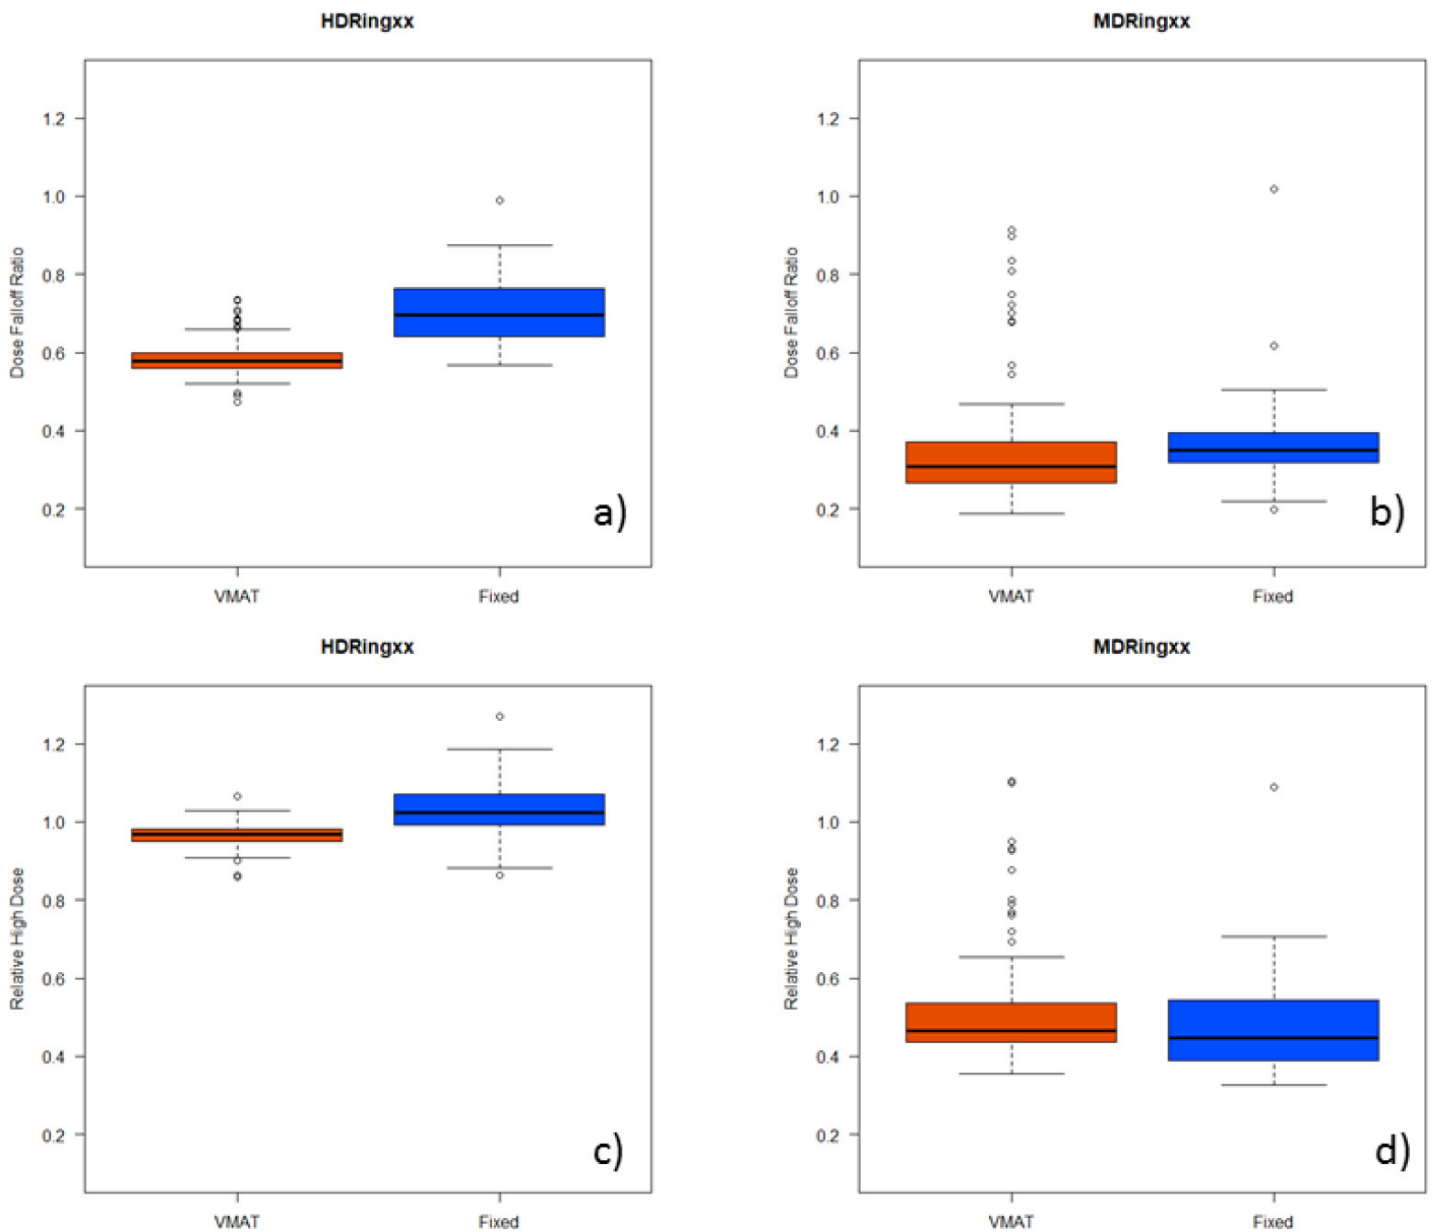 HDRingxx
Dose Falloff Ratio
1.2
1.0
0.8
0.6
0.4
0.2
a)
VMAT Fixed
MDRingxx
Dose Falloff Ratio
1.2
1.0
0.8
0.6
0.4
0.2
b)
VMAT Fixed
HDRingxx
Relative High Dose
1.2
1.0
0.8
0.6
0.4
0.2
c)
VMAT Fixed
MDRingxx
Relative High Dose
1.2
1.0
0.8
0.6
0.4
0.2
d)
VMAT Fixed